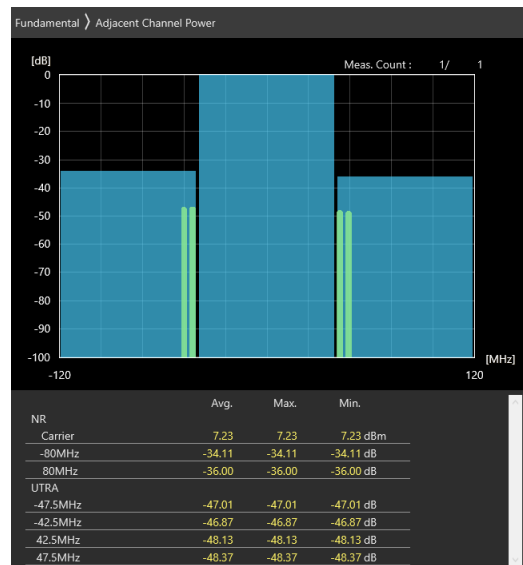 Fundamental ❭ Adjacent Channel Power
[dB]
Meas. Count : 1/ 1
0
-10
-20
-30
-40
-50
-60
-70
-80
-90
-100
[MHz]
-120 120
Avg. Max. Min.
NR
Carrier 7.23 7.23 7.23 dBm
-80MHz -34.11 -34.11 -34.11 dB
80MHz -36.00 -36.00 -36.00 dB
UTRA
-47.5MHz -47.01 -47.01 -47.01 dB
-42.5MHz -46.87 -46.87 -46.87 dB
42.5MHz -48.13 -48.13 -48.13 dB
47.5MHz -48.37 -48.37 -48.37 dB